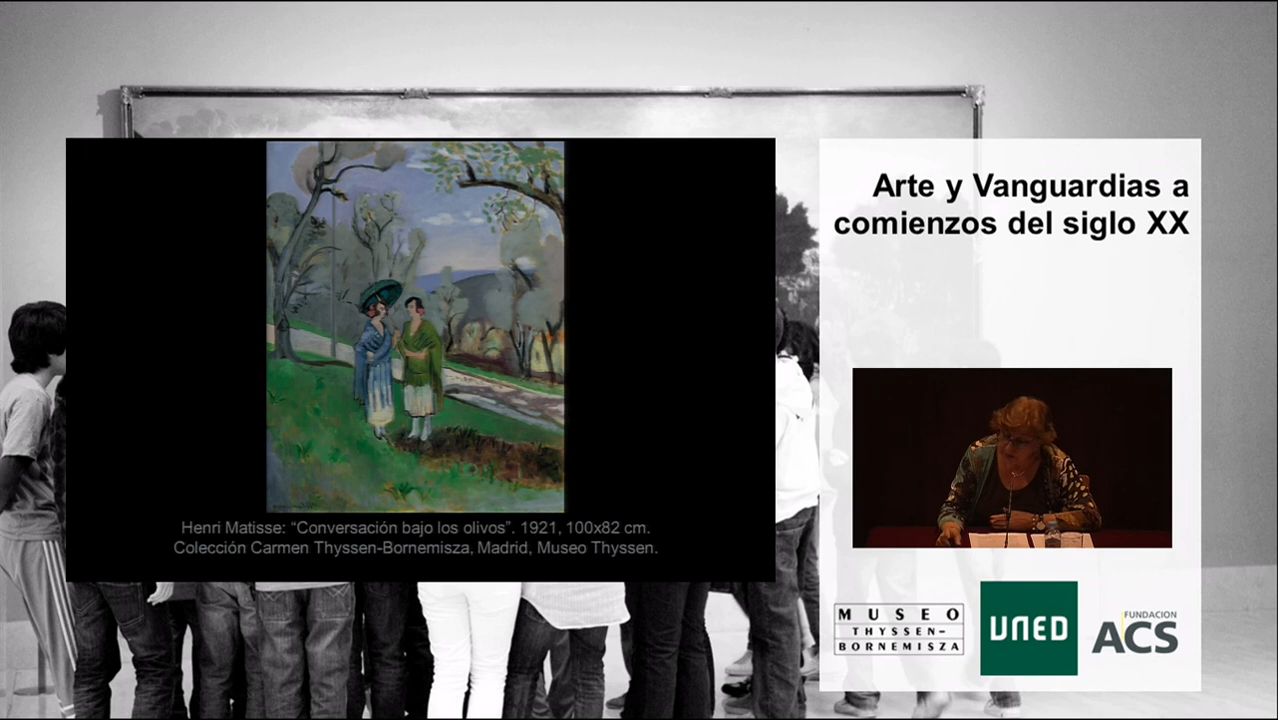 Henri Matisse: “Conversación bajo los olivos”. 1921, 100x82 cm.
Colección Carmen Thyssen-Bornemisza, Madrid, Museo Thyssen.
Arte y Vanguardias a
comienzos del siglo XX
MUSEO
THYSSEN-
BORNEMISZA
UNED
FUNDACION
ACS